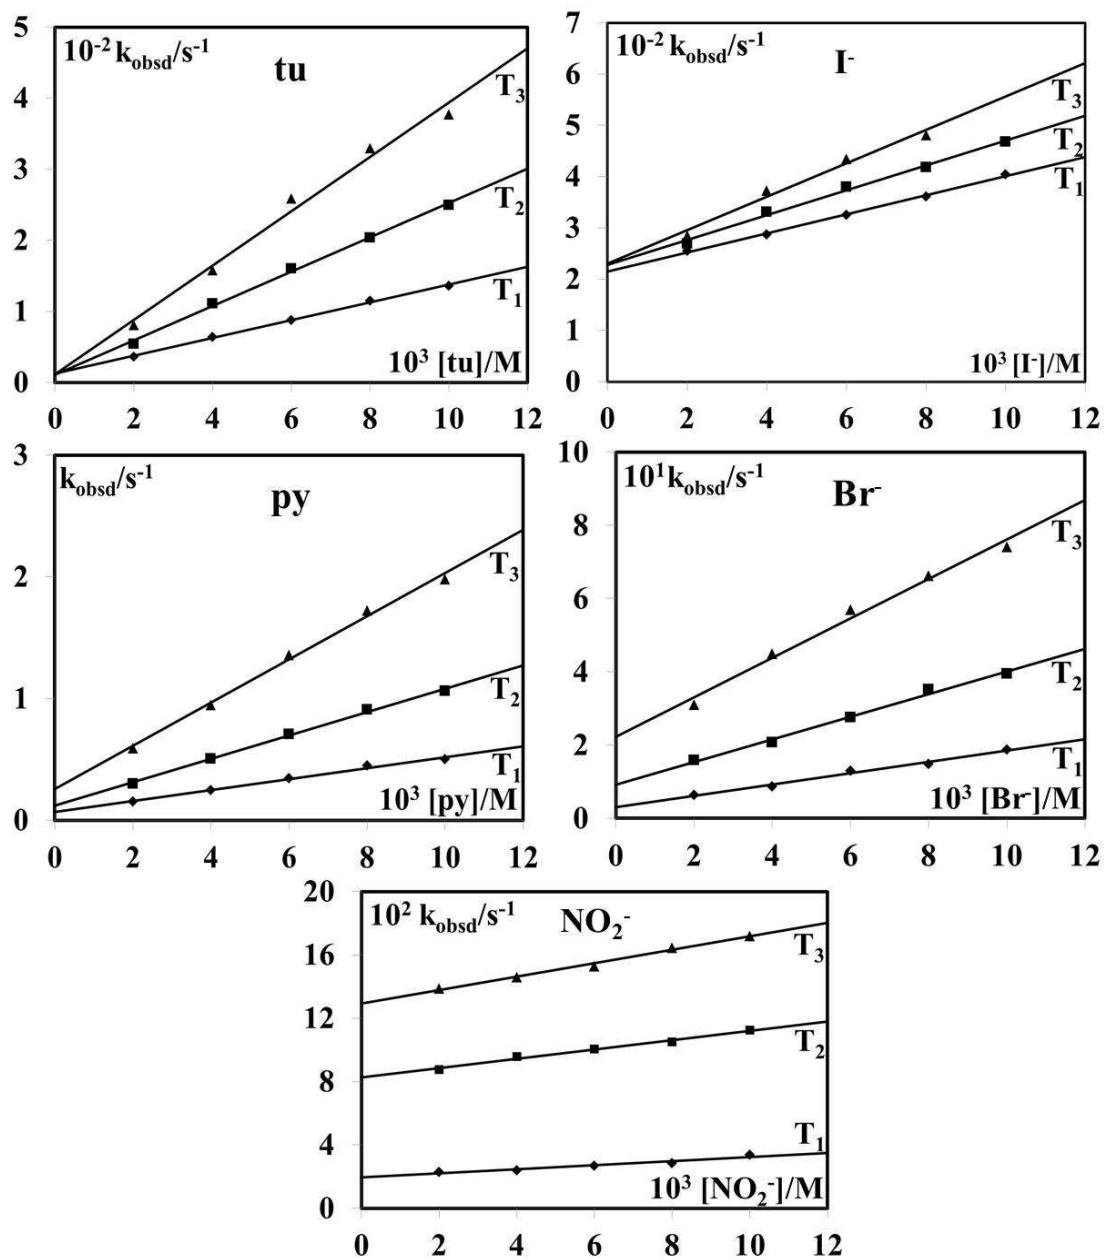 5
10⁻² k_obsd/s⁻¹
tu
4
3
2
1
0
T₃
T₂
T₁
10³ [tu]/M
0 2 4 6 8 10 12
7
10⁻² k_obsd/s⁻¹
I⁻
6
5
4
3
2
1
0
T₃
T₂
T₁
10³ [I⁻]/M
0 2 4 6 8 10 12
3
k_obsd/s⁻¹
py
2
1
0
T₃
T₂
T₁
10³ [py]/M
0 2 4 6 8 10 12
10
10¹k_obsd/s⁻¹
Br⁻
8
6
4
2
0
T₃
T₂
T₁
10³ [Br⁻]/M
0 2 4 6 8 10 12
20
10² k_obsd/s⁻¹
NO₂⁻
16
12
8
4
0
T₃
T₂
T₁
10³ [NO₂⁻]/M
0 2 4 6 8 10 12